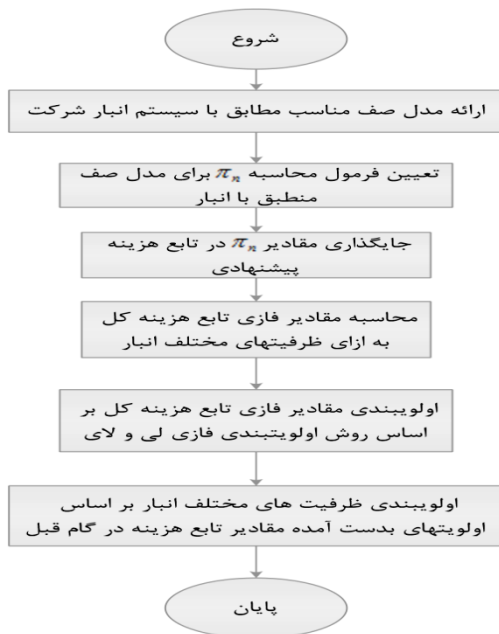 شروع
ارائه مدل صف مناسب مطابق با سیستم انبار شرکت
تعیین فرمول محاسبه πn برای مدل صف
منطبق با انبار
جایگذاری مقادیر πn در تابع هزینه
پیشنهادی
محاسبه مقادیر فازی تابع هزینه کل
به ازای ظرفیتهای مختلف انبار
اولویبندی مقادیر فازی تابع هزینه کل بر
اساس روش اولویتبندی فازی لی و لای
اولویبندی ظرفیت های مختلف انبار بر اساس
اولویتهای بدست آمده مقادیر تابع هزینه در گام قبل
پایان